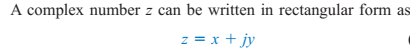 A complex number z can be written in rectangular form as
z = x + jy